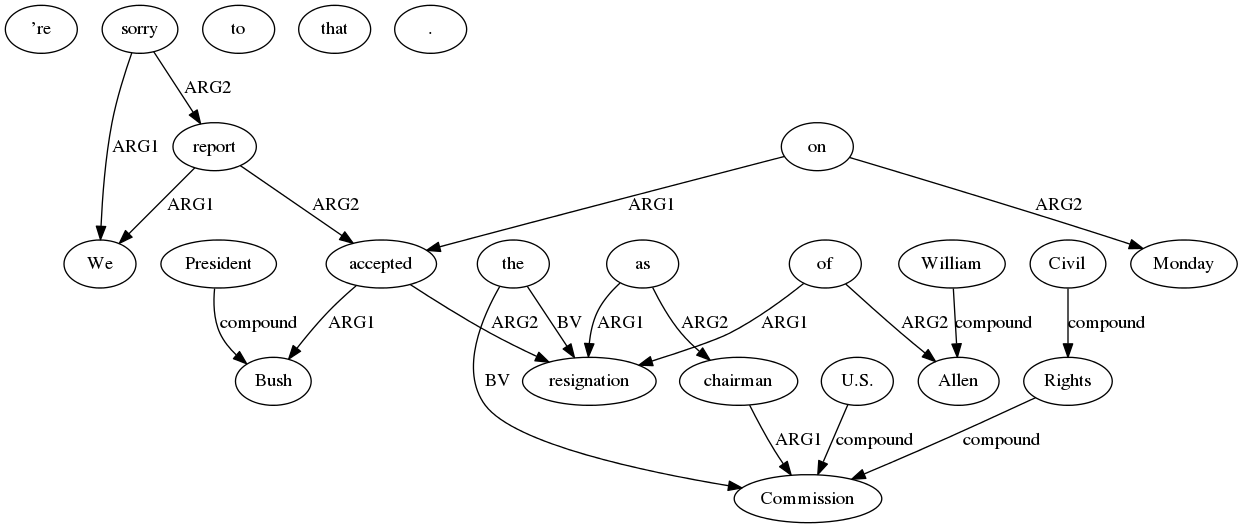 ’re sorry to that .
ARG2
ARG1 report on
ARG1 ARG2 ARG1 ARG2
We President accepted the as of William Civil Monday
compound ARG1 ARG2 BV ARG1 ARG2 ARG1 ARG2 compound compound
Bush BV resignation chairman U.S. Allen Rights
ARG1 compound compound
Commission